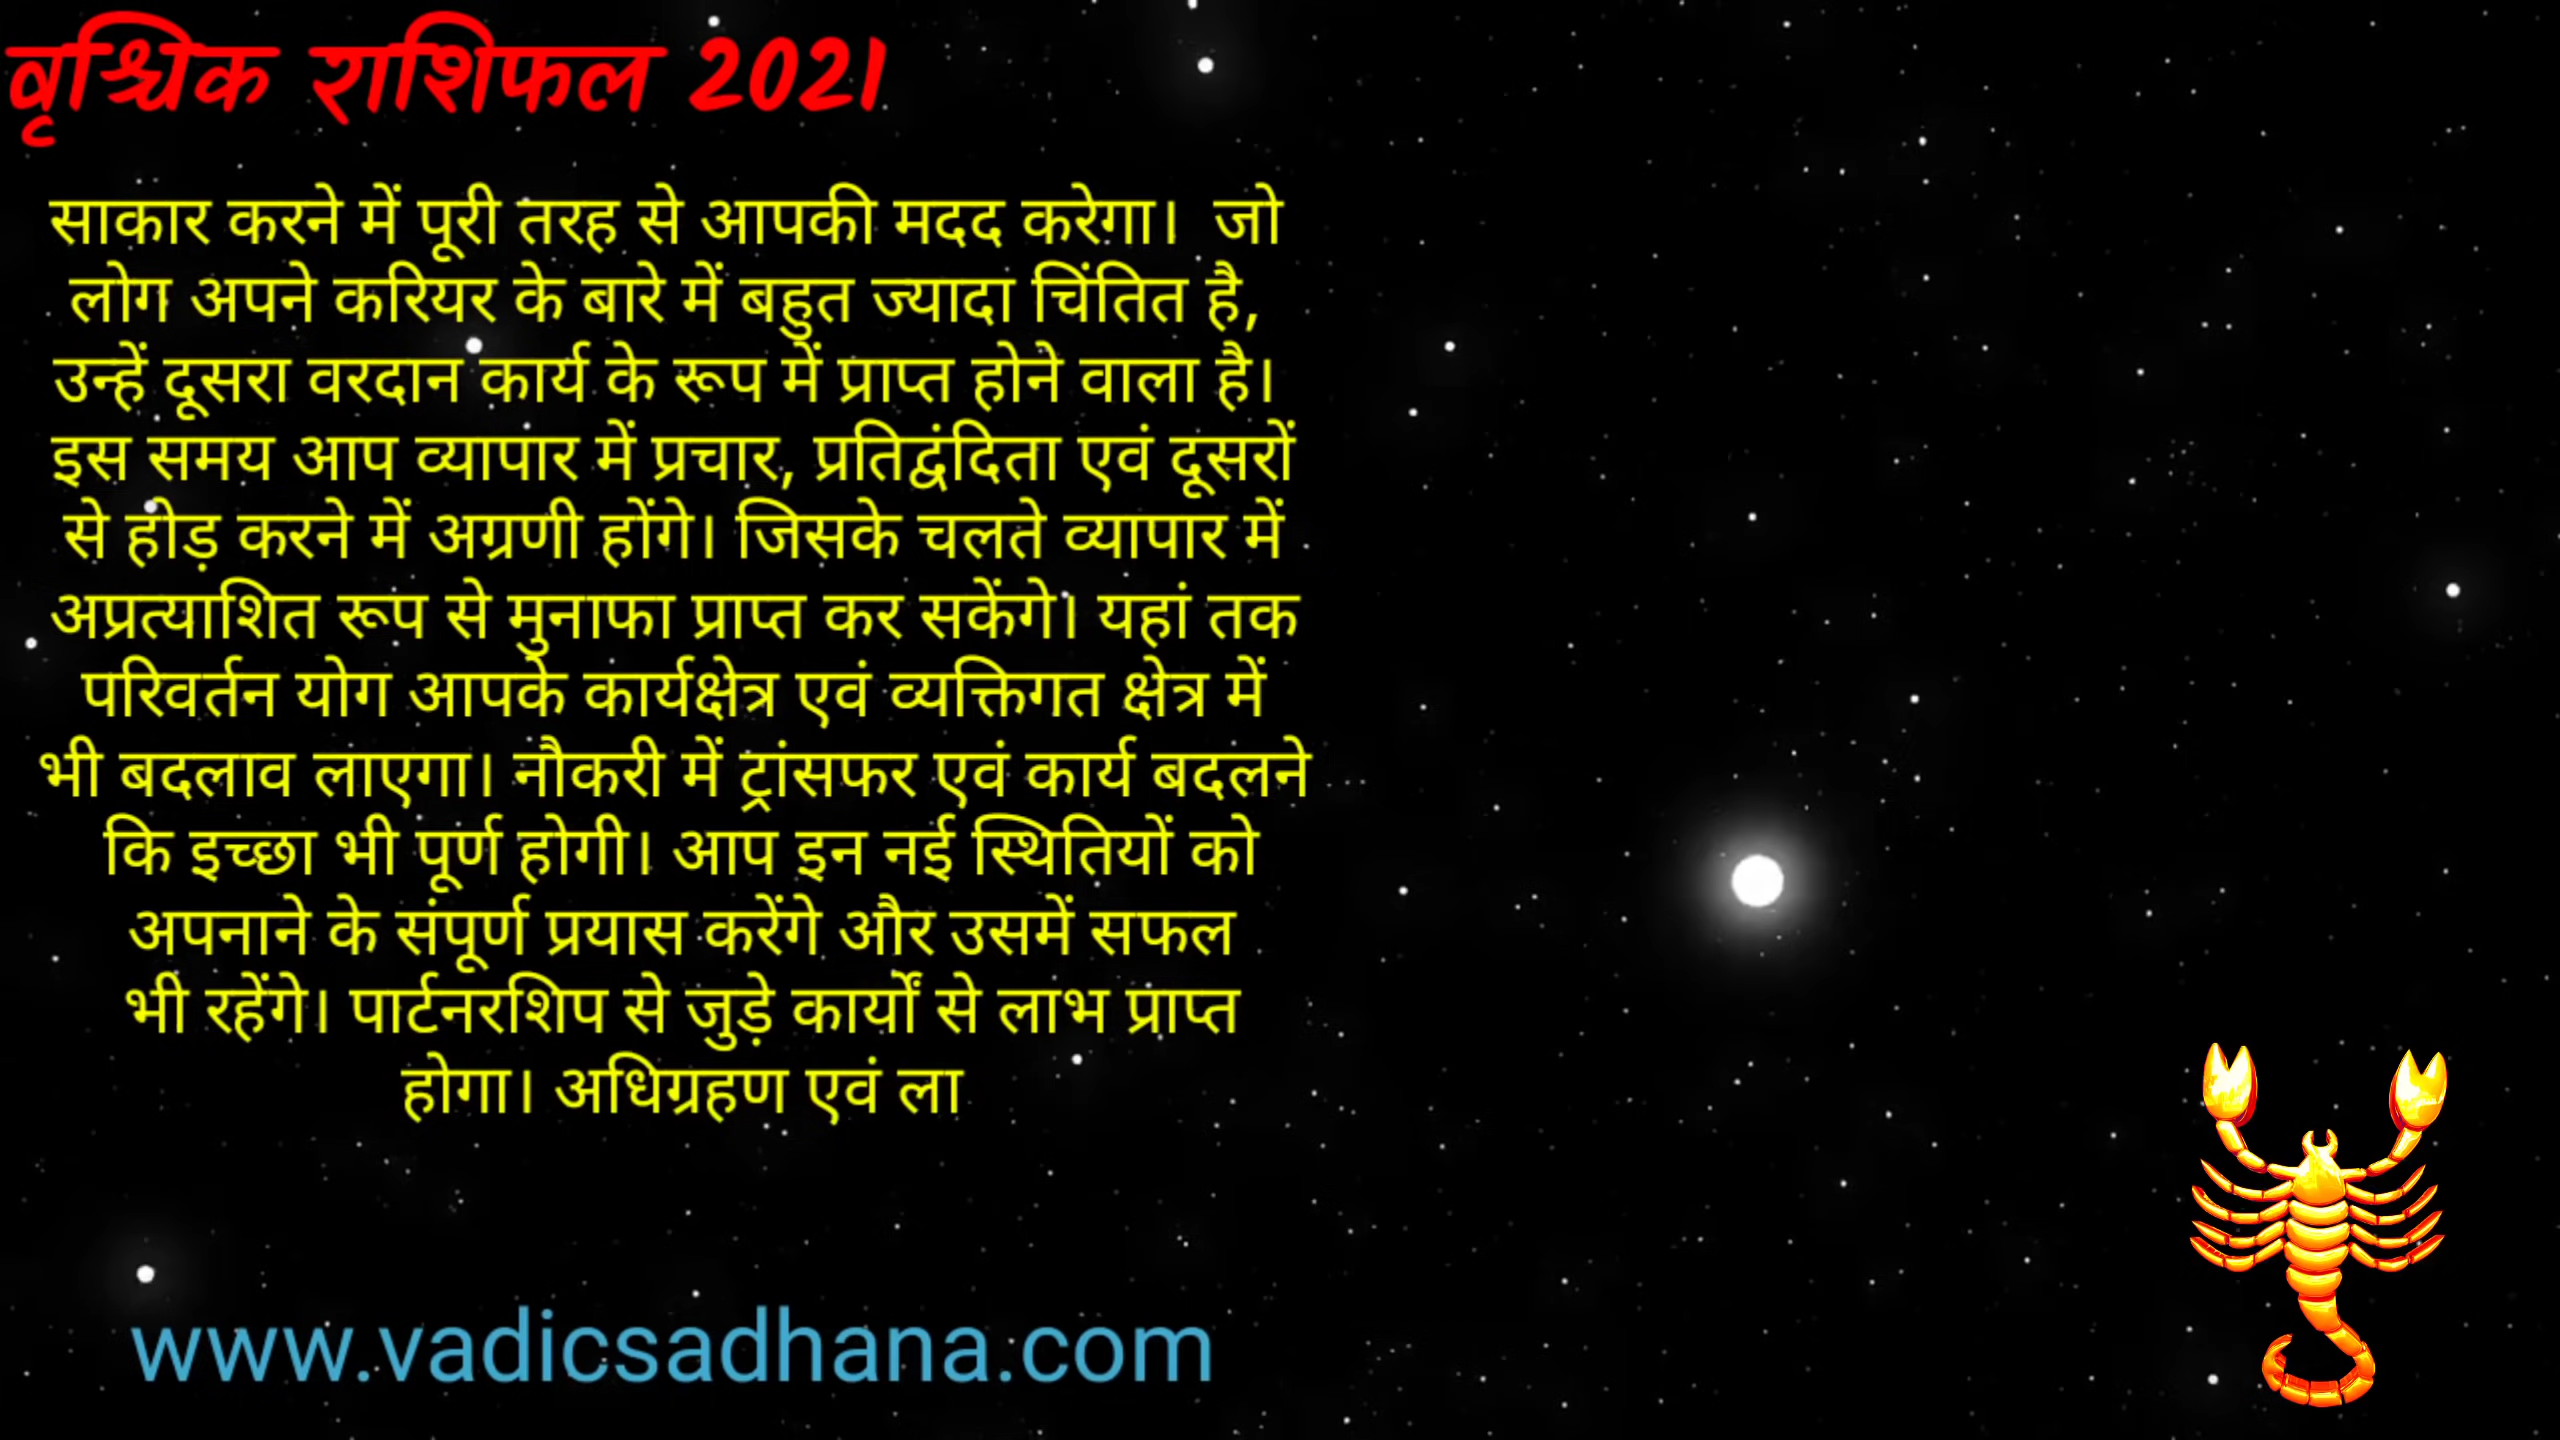 वृश्चिक राशिफल 2021
साकार करने में पूरी तरह से आपकी मदद करेगा। जो
लोग अपने करियर के बारे में बहुत ज्यादा चिंतित है,
उन्हें दूसरा वरदान कार्य के रूप में प्राप्त होने वाला है।
इस समय आप व्यापार में प्रचार, प्रतिद्वंदिता एवं दूसरों
से होड़ करने में अग्रणी होंगे। जिसके चलते व्यापार में
अप्रत्याशित रूप से मुनाफा प्राप्त कर सकेंगे। यहां तक
परिवर्तन योग आपके कार्यक्षेत्र एवं व्यक्तिगत क्षेत्र में
भी बदलाव लाएगा। नौकरी में ट्रांसफर एवं कार्य बदलने
कि इच्छा भी पूर्ण होगी। आप इन नई स्थितियों को
अपनाने के संपूर्ण प्रयास करेंगे और उसमें सफल
भी रहेंगे। पार्टनरशिप से जुड़े कार्यों से लाभ प्राप्त
होगा। अधिग्रहण एवं ला
www.vadicsadhana.com